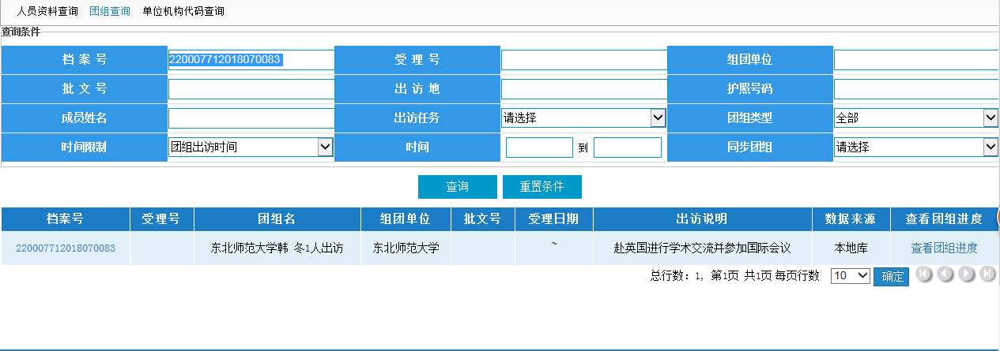 人员资料查询 团组查询 单位机构代码查询
查询条件
档 案 号 220007712018070083 受 理 号 组团单位
批 文 号 出 访 地 护照号码
成员姓名 出访任务 请选择 团组类型 全部
时间限制 团组出访时间 时间 到 同步团组 请选择
查询 重置条件
档案号 受理号 团组名 组团单位 批文号 受理日期 出访说明 数据来源 查看团组进度
220007712018070083 东北师范大学韩 冬1人出访 东北师范大学 ~ 赴英国进行学术交流并参加国际会议 本地库 查看团组进度
总行数：1, 第1页 共1页 每页行数 10 确定